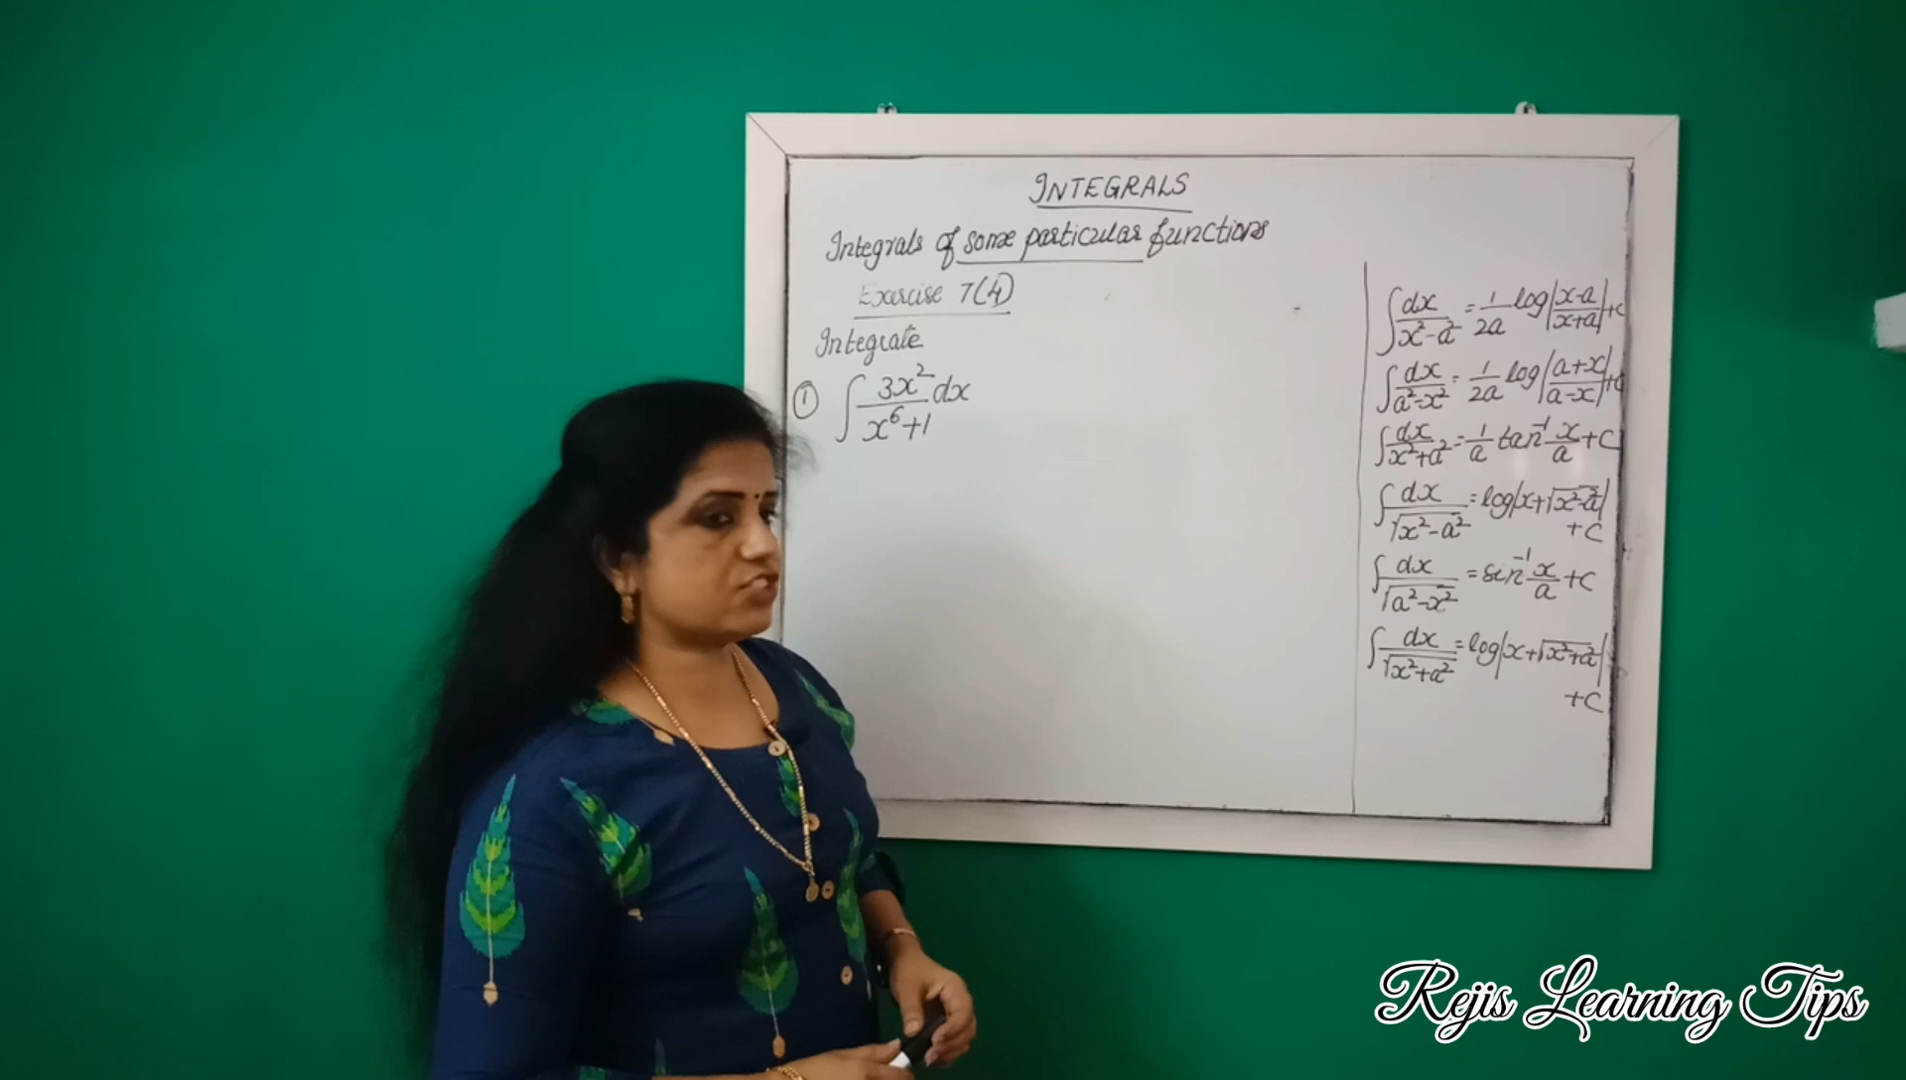 INTEGRALS
Integrals of some particular functions
Exercise 7(4)
Integrate
① ∫ 3x²/(x⁶+1) dx
∫ dx/(x²-a²) = 1/2a log|(x-a)/(x+a)|+C
∫ dx/(a²-x²) = 1/2a log|(a+x)/(a-x)|+C
∫ dx/(x²+a²) = 1/a tan⁻¹ x/a +C
∫ dx/√(x²-a²) = log|x+√(x²-a²)|
+C
∫ dx/√(a²-x²) = sin⁻¹ x/a +C
∫ dx/√(x²+a²) = log|x+√(x²+a²)|
+C
Rejis Learning Tips